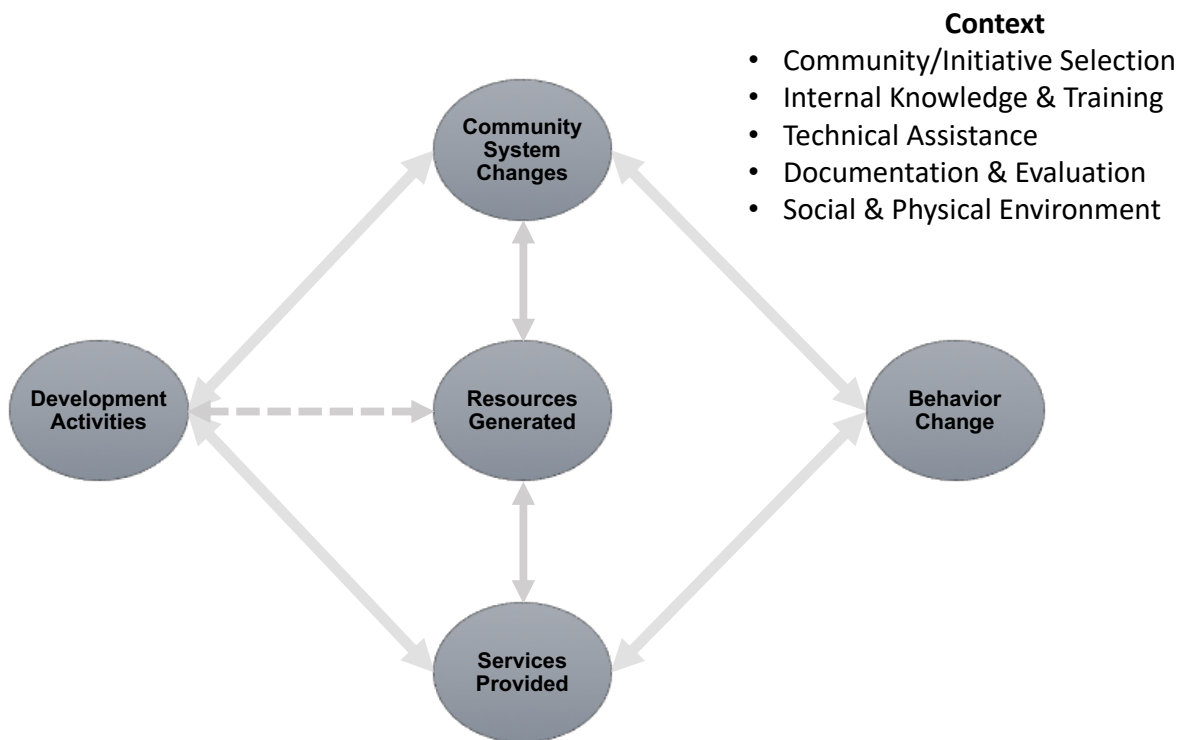 Context
• Community/Initiative Selection
• Internal Knowledge & Training
• Technical Assistance
• Documentation & Evaluation
• Social & Physical Environment
Community
System
Changes
Development
Activities
Resources
Generated
Behavior
Change
Services
Provided